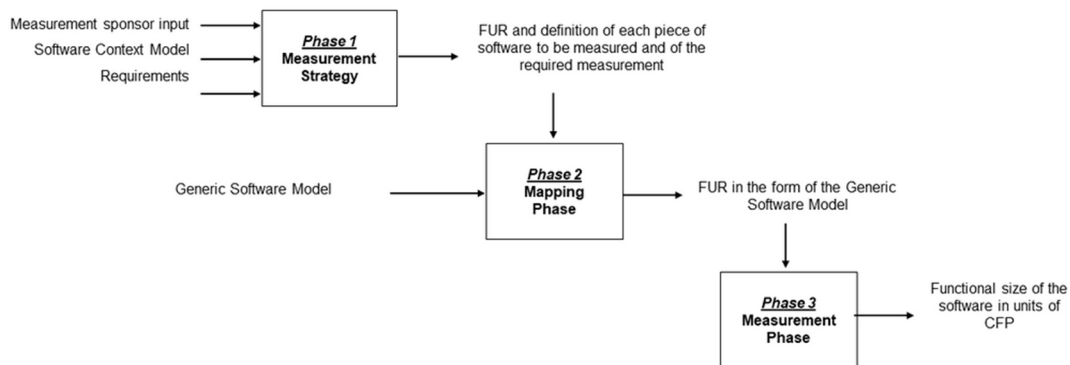 Measurement sponsor input
Software Context Model
Requirements
Phase 1
Measurement
Strategy
FUR and definition of each piece of
software to be measured and of the
required measurement
Generic Software Model
Phase 2
Mapping
Phase
FUR in the form of the Generic
Software Model
Phase 3
Measurement
Phase
Functional size of the
software in units of
CFP